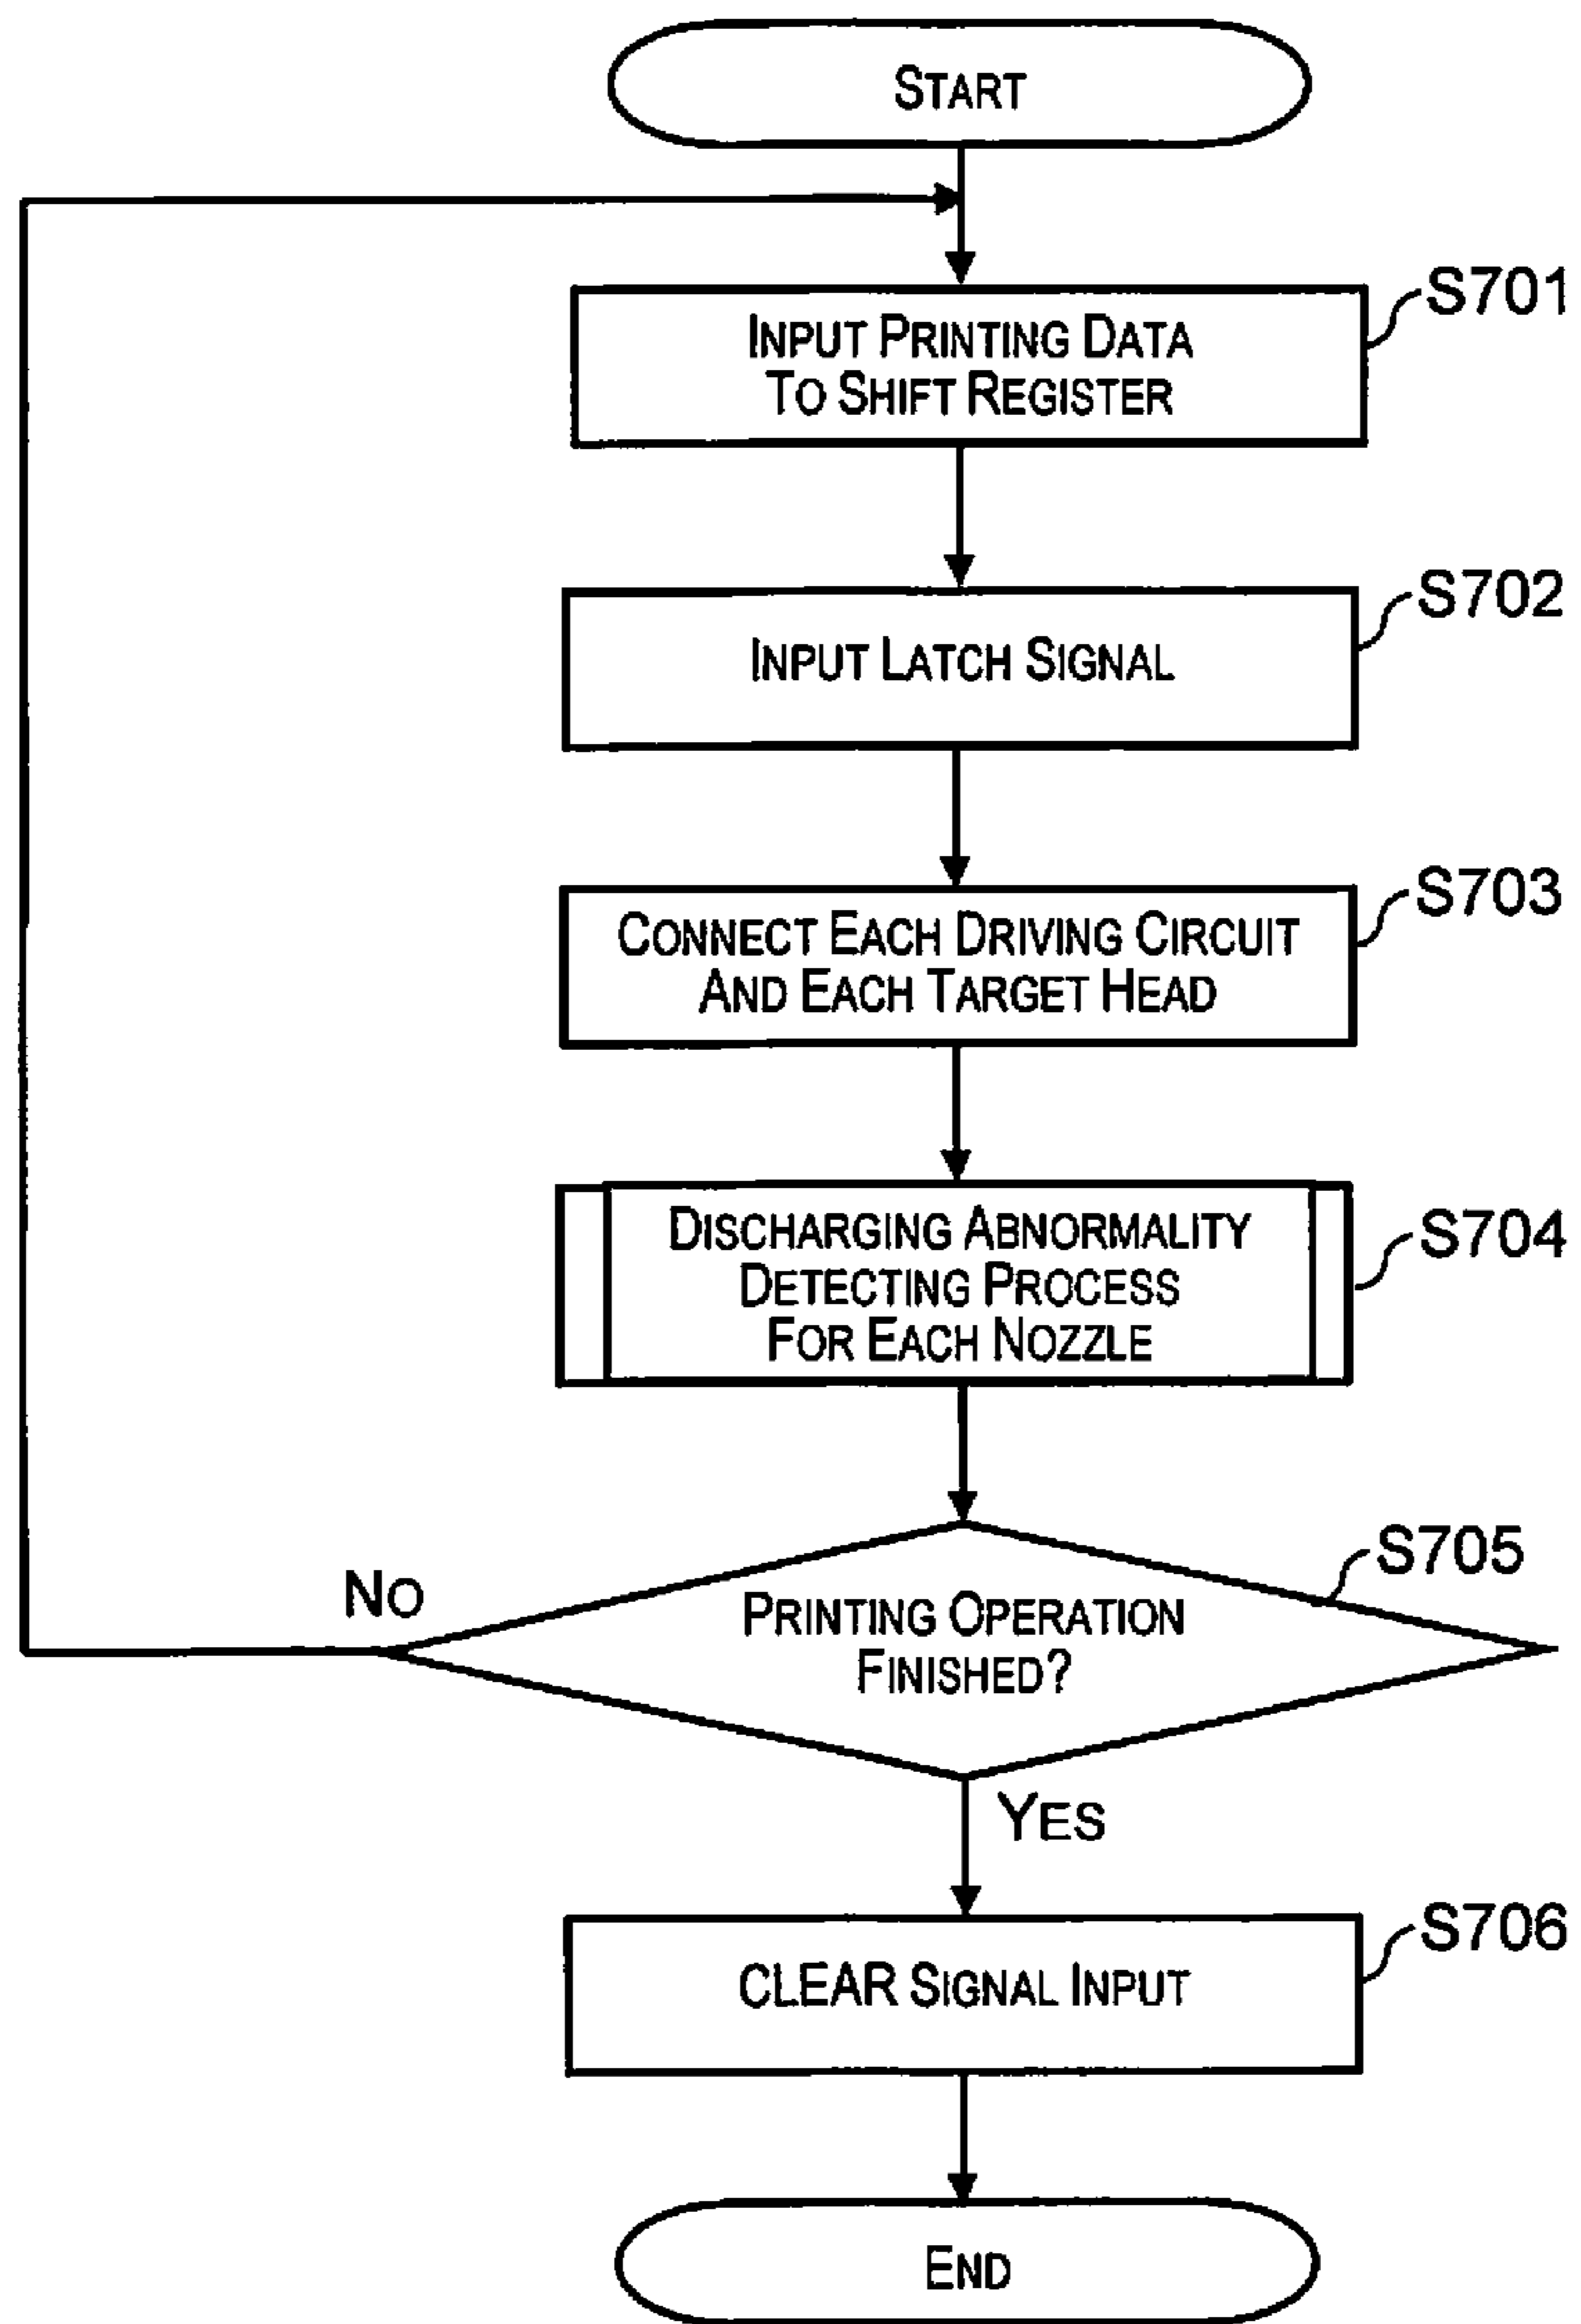 START
S701
INPUT PRINTING DATA
TO SHIFT REGISTER
S702
INPUT LATCH SIGNAL
S703
CONNECT EACH DRIVING CIRCUIT
AND EACH TARGET HEAD
S704
DISCHARGING ABNORMALITY
DETECTING PROCESS
FOR EACH NOZZLE
S705
NO
PRINTING OPERATION
FINISHED?
YES
S706
CLEAR SIGNAL INPUT
END